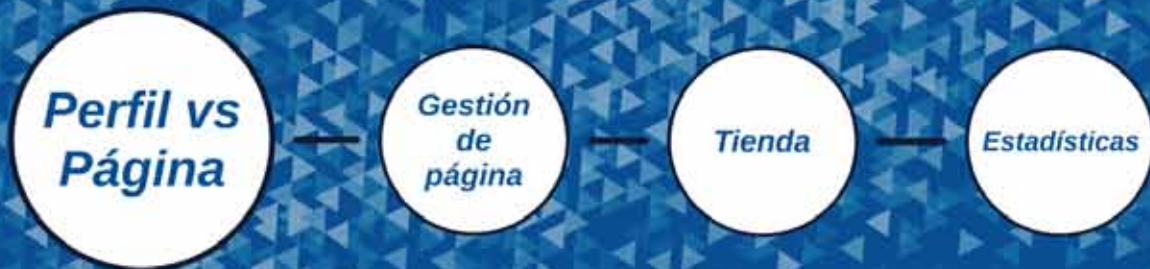 Perfil vs
Página
Gestión
de
página
Tienda
Estadísticas